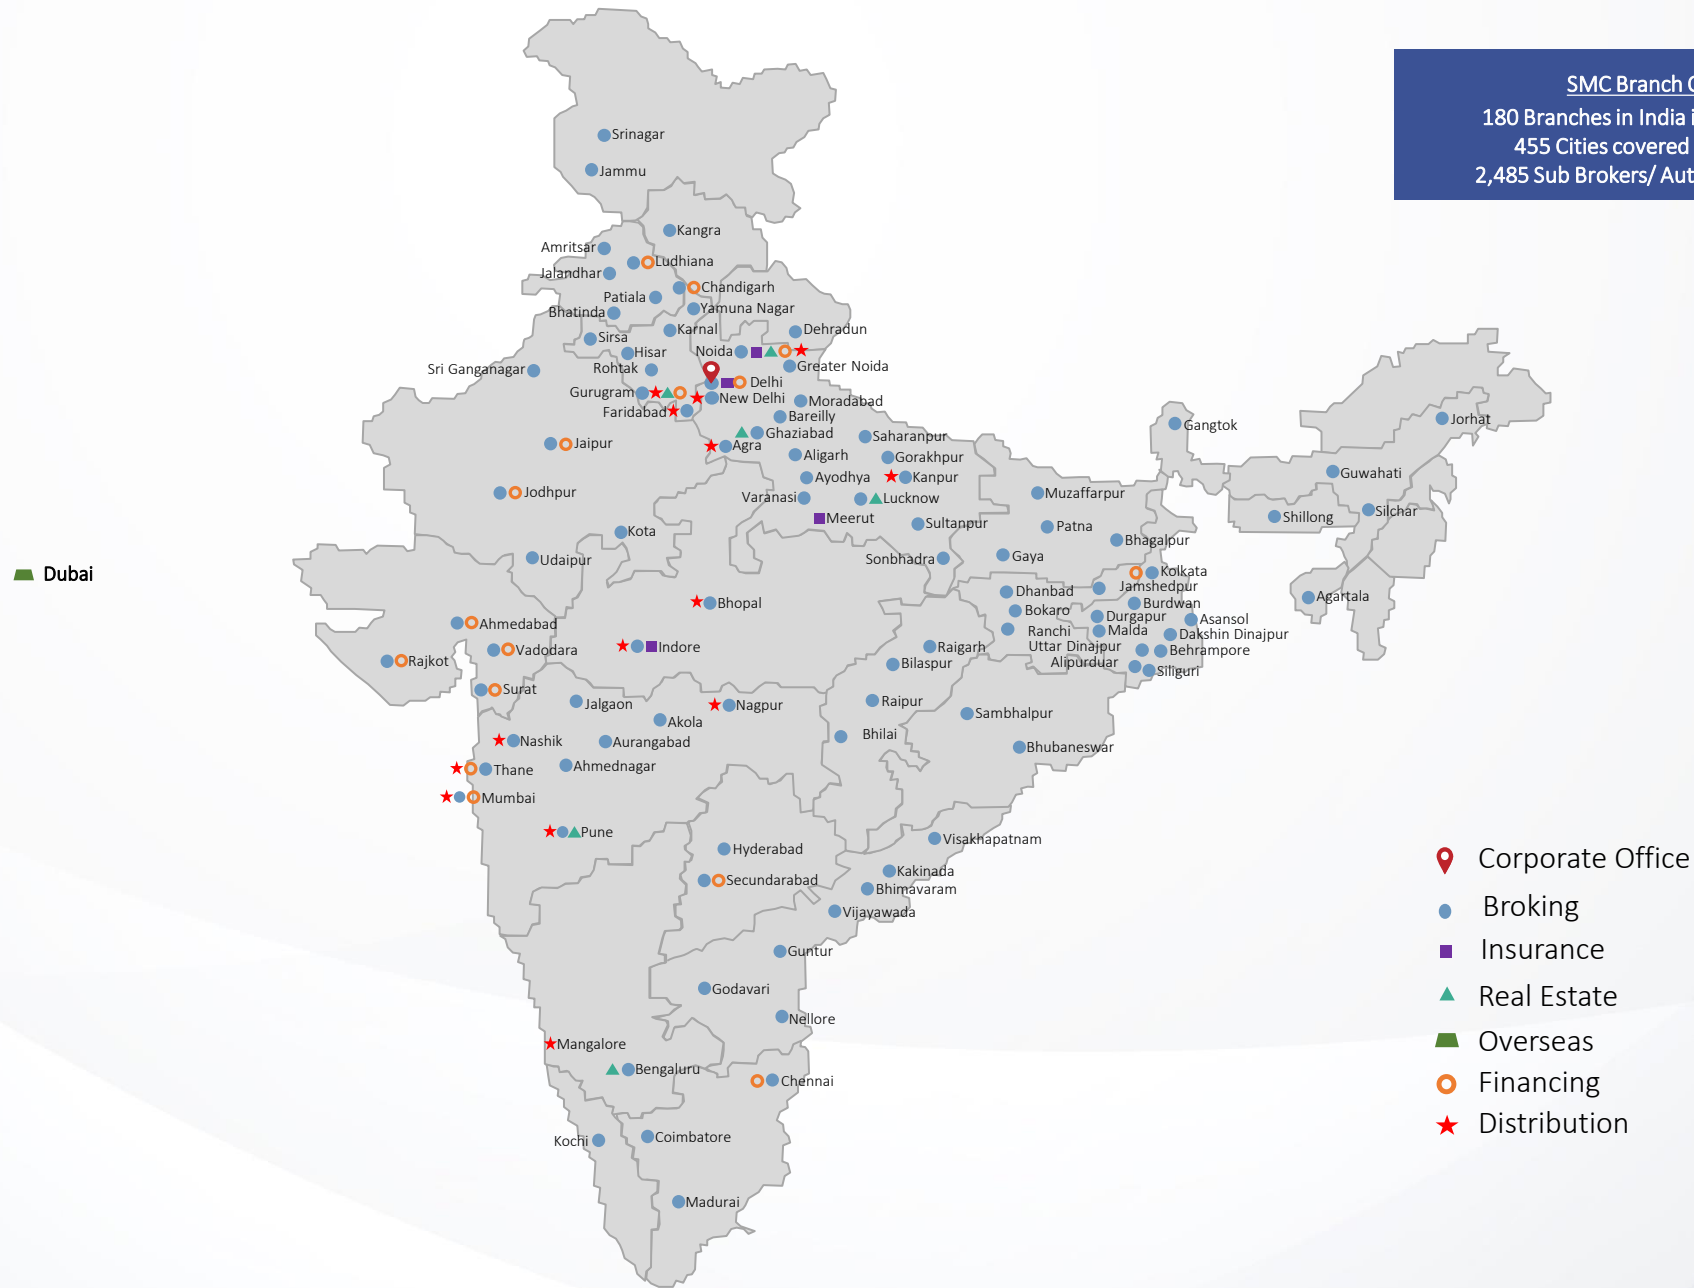 SMC Branch
180 Branches in India
455 Cities covered
2,485 Sub Brokers/
Srinagar
Jammu
Kangra
Amritsar
Ludhiana
Jalandhar
Chandigarh
Patiala
Yamuna Nagar
Bhatinda
Karnal
Dehradun
Sirsa
Hisar
Noida
Sri Ganganagar
Rohtak
Greater Noida
Delhi
Gurugram
New Delhi
Moradabad
Faridabad
Bareilly
Gangtok
Jorhat
Ghaziabad
Saharanpur
Jaipur
Agra
Aligarh
Gorakhpur
Guwahati
Ayodhya
Kanpur
Jodhpur
Varanasi
Lucknow
Muzaffarpur
Meerut
Sultanpur
Patna
Shillong
Silchar
Kota
Bhagalpur
Udaipur
Sonbhadra
Gaya
Dubai
Kolkata
Jamshedpur
Dhanbad
Agartala
Bhopal
Bokaro
Burdwan
Ahmedabad
Durgapur
Asansol
Ranchi
Malda
Dakshin Dinajpur
Vadodara
Indore
Raigarh
Uttar Dinajpur
Behrampore
Rajkot
Bilaspur
Alipurduar
Siliguri
Surat
Jalgaon
Nagpur
Raipur
Akola
Sambhalpur
Nashik
Aurangabad
Bhilai
Bhubaneswar
Thane
Ahmednagar
Mumbai
Pune
Visakhapatnam
Hyderabad
Kakinada
Secundarabad
Bhimavaram
Vijayawada
Guntur
Godavari
Nellore
Mangalore
Bengaluru
Chennai
Kochi
Coimbatore
Madurai
Corporate Office
Broking
Insurance
Real Estate
Overseas
Financing
Distribution